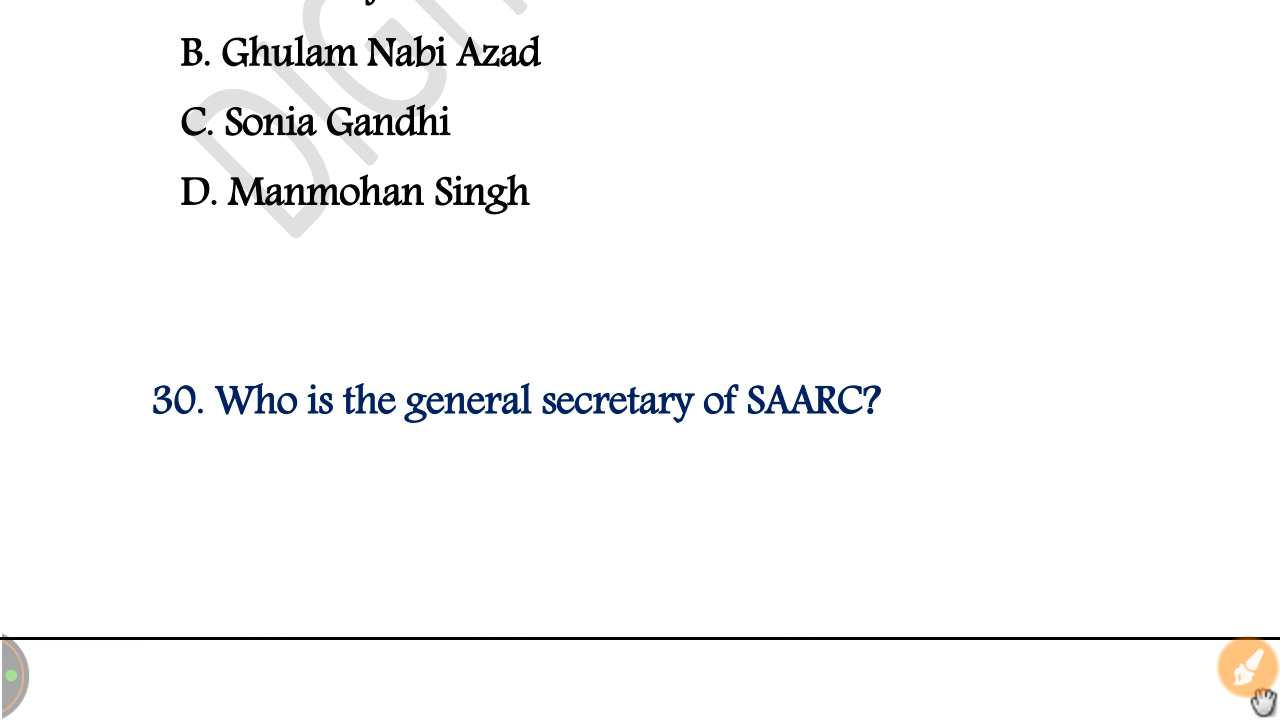 B. Ghulam Nabi Azad
C. Sonia Gandhi
D. Manmohan Singh
30. Who is the general secretary of SAARC?